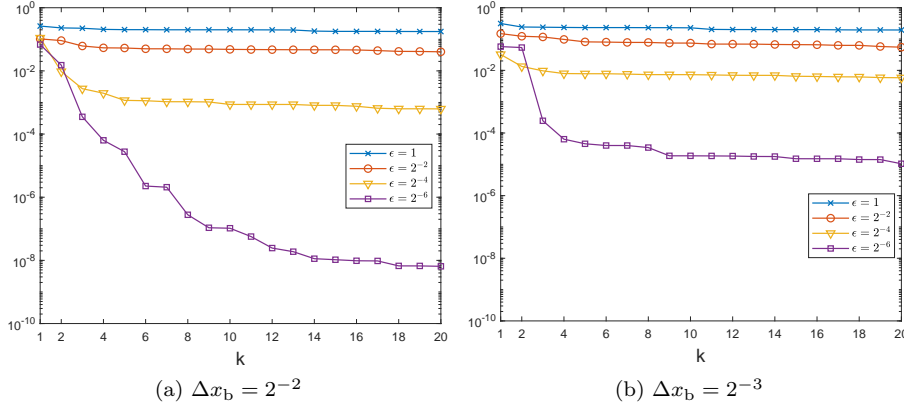 10^0
10^-2
10^-4
10^-6
10^-8
10^-10
1 2 4 6 8 10 12 14 16 18 20
k
ϵ = 1
ϵ = 2^-2
ϵ = 2^-4
ϵ = 2^-6
(a) Δx_b = 2^-2
10^0
10^-2
10^-4
10^-6
10^-8
10^-10
1 2 4 6 8 10 12 14 16 18 20
k
ϵ = 1
ϵ = 2^-2
ϵ = 2^-4
ϵ = 2^-6
(b) Δx_b = 2^-3